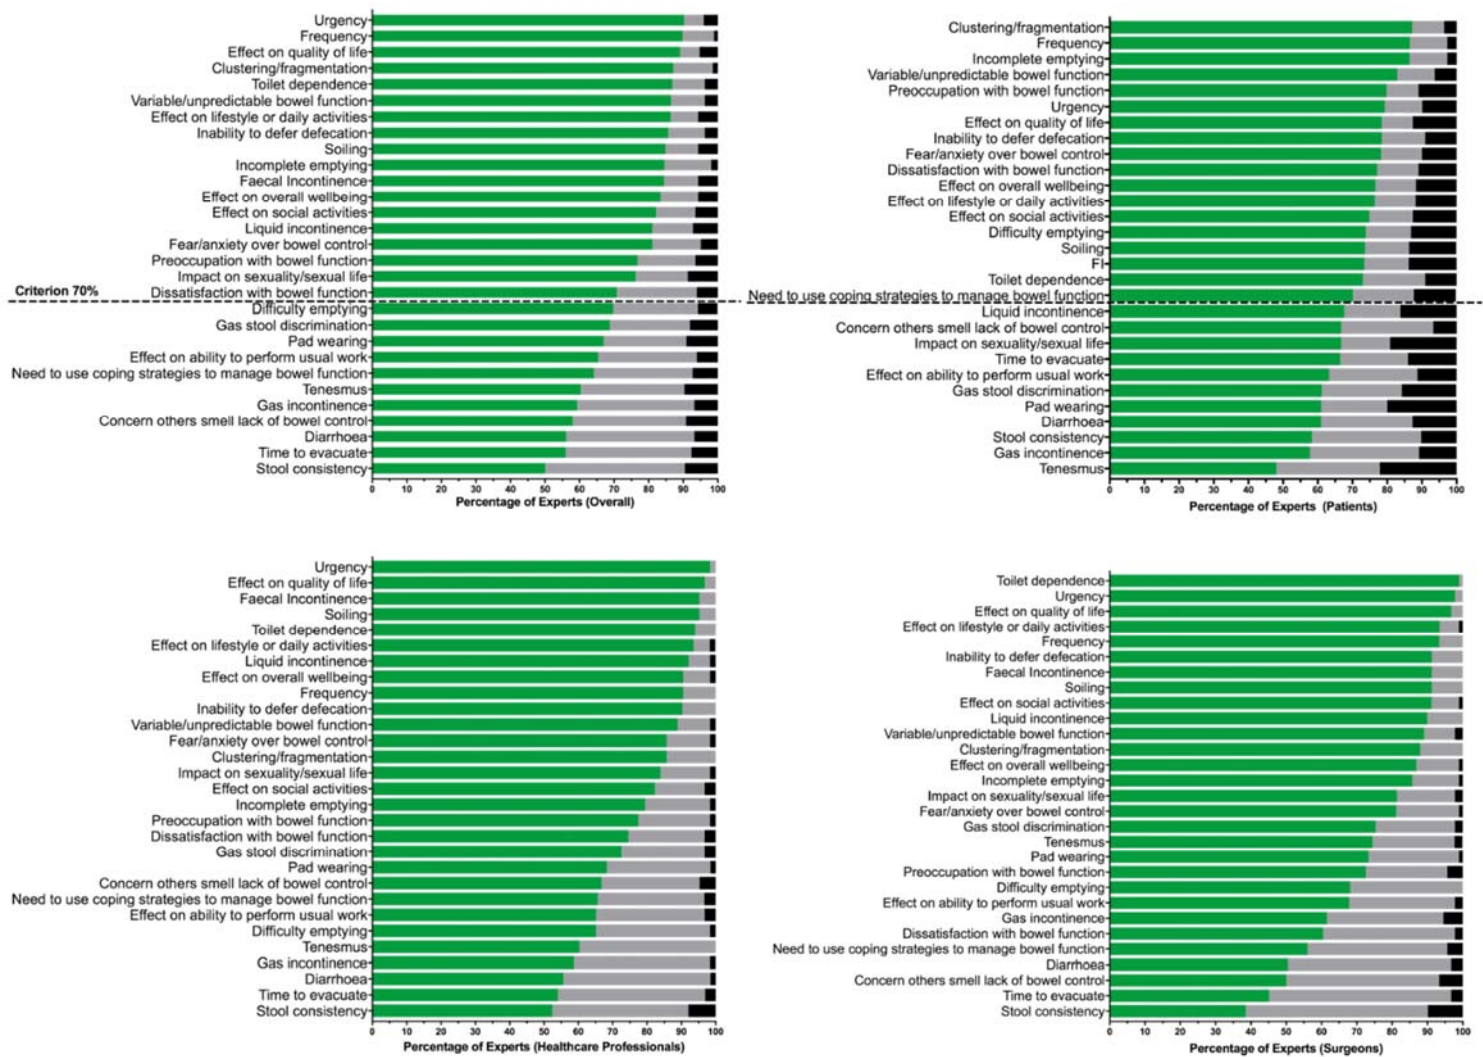 Urgency
Frequency
Effect on quality of life
Clustering/fragmentation
Toilet dependence
Variable/unpredictable bowel function
Effect on lifestyle or daily activities
Inability to defer defecation
Soiling
Incomplete emptying
Faecal Incontinence
Effect on overall wellbeing
Effect on social activities
Liquid incontinence
Fear/anxiety over bowel control
Preoccupation with bowel function
Impact on sexuality/sexual life
Criterion 70%
Dissatisfaction with bowel function
Difficulty emptying
Gas stool discrimination
Pad wearing
Effect on ability to perform usual work
Need to use coping strategies to manage bowel function
Tenesmus
Gas incontinence
Concern others smell lack of bowel control
Diarrhoea
Time to evacuate
Stool consistency
0 10 20 30 40 50 60 70 80 90 100
Percentage of Experts (Overall)
Clustering/fragmentation
Frequency
Incomplete emptying
Variable/unpredictable bowel function
Preoccupation with bowel function
Urgency
Effect on quality of life
Inability to defer defecation
Fear/anxiety over bowel control
Dissatisfaction with bowel function
Effect on overall wellbeing
Effect on lifestyle or daily activities
Effect on social activities
Difficulty emptying
Soiling
FI
Toilet dependence
Need to use coping strategies to manage bowel function
Liquid incontinence
Concern others smell lack of bowel control
Impact on sexuality/sexual life
Time to evacuate
Effect on ability to perform usual work
Gas stool discrimination
Pad wearing
Diarrhoea
Stool consistency
Gas incontinence
Tenesmus
0 10 20 30 40 50 60 70 80 90 100
Percentage of Experts (Patients)
Urgency
Effect on quality of life
Faecal Incontinence
Soiling
Toilet dependence
Effect on lifestyle or daily activities
Liquid incontinence
Effect on overall wellbeing
Frequency
Inability to defer defecation
Variable/unpredictable bowel function
Fear/anxiety over bowel control
Clustering/fragmentation
Impact on sexuality/sexual life
Effect on social activities
Incomplete emptying
Preoccupation with bowel function
Dissatisfaction with bowel function
Gas stool discrimination
Pad wearing
Concern others smell lack of bowel control
Need to use coping strategies to manage bowel function
Effect on ability to perform usual work
Difficulty emptying
Tenesmus
Gas incontinence
Diarrhoea
Time to evacuate
Stool consistency
0 10 20 30 40 50 60 70 80 90 100
Percentage of Experts (Healthcare Professionals)
Toilet dependence
Urgency
Effect on quality of life
Effect on lifestyle or daily activities
Frequency
Inability to defer defecation
Faecal Incontinence
Soiling
Effect on social activities
Liquid incontinence
Variable/unpredictable bowel function
Clustering/fragmentation
Effect on overall wellbeing
Incomplete emptying
Impact on sexuality/sexual life
Fear/anxiety over bowel control
Gas stool discrimination
Tenesmus
Pad wearing
Preoccupation with bowel function
Difficulty emptying
Effect on ability to perform usual work
Gas incontinence
Dissatisfaction with bowel function
Need to use coping strategies to manage bowel function
Diarrhoea
Concern others smell lack of bowel control
Time to evacuate
Stool consistency
0 10 20 30 40 50 60 70 80 90 100
Percentage of Experts (Surgeons)